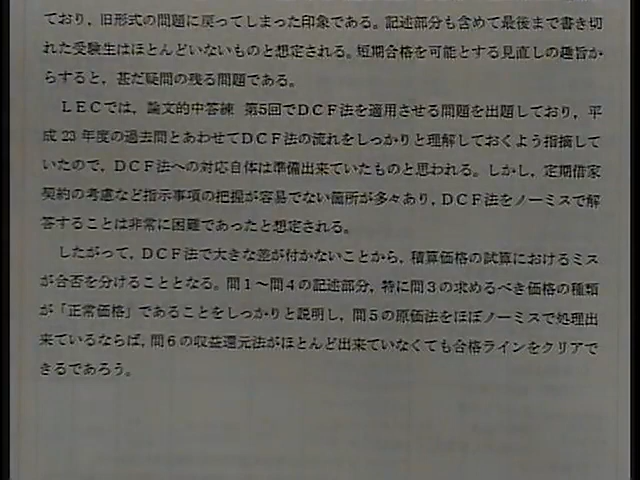 ており，旧形式の問題に戻ってしまった印象である。記述部分も含めて最後まで書き切
れた受験生はほとんどいないものと想定される。短期合格を可能とする見直しの趣旨か
らすると，甚だ疑問の残る問題である。
ＬＥＣでは，論文的中答練 第5回でＤＣＦ法を適用させる問題を出題しており，平
成 23 年度の過去問とあわせてＤＣＦ法の流れをしっかりと理解しておくよう指摘して
いたので，ＤＣＦ法への対応自体は準備出来ていたものと思われる。しかし，定期借家
契約の考慮など指示事項の把握が容易でない箇所が多々あり，ＤＣＦ法をノーミスで解
答することは非常に困難であったと想定される。
したがって，ＤＣＦ法で大きな差が付かないことから，積算価格の試算におけるミス
が合否を分けることとなる。問１～問４の記述部分，特に問３の求めるべき価格の種類
が「正常価格」であることをしっかりと説明し，問５の原価法をほぼノーミスで処理出
来ているならば，問６の収益還元法がほとんど出来ていなくても合格ラインをクリアで
きるであろう。